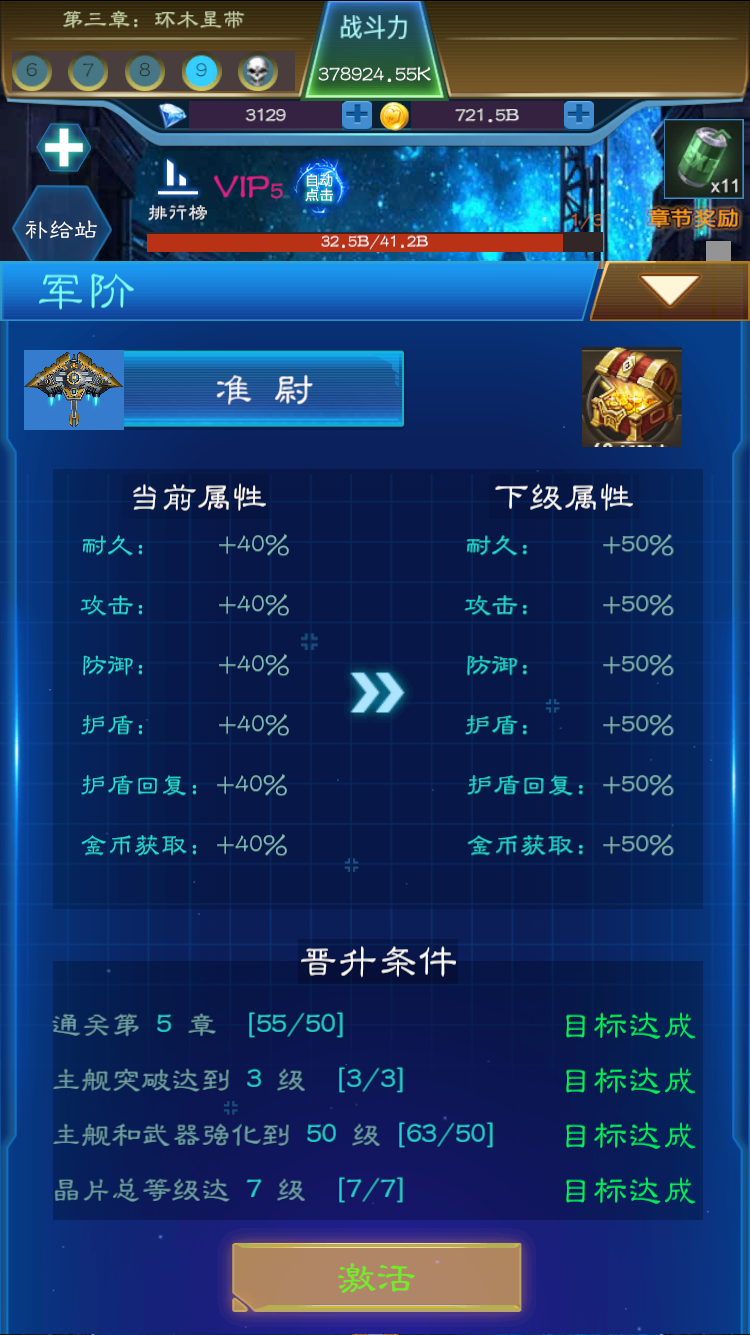 第三章：环木星带
战斗力
6 7 8 9
378924.55K
3129
721.5B
排行榜
VIP5
自动
点击
x11
补给站
1/3
章节奖励
32.5B/41.2B
军阶
准尉
当前属性
下级属性
耐久： +40% 耐久： +50%
攻击： +40% 攻击： +50%
防御： +40% 防御： +50%
护盾： +40% 护盾： +50%
护盾回复： +40% 护盾回复： +50%
金币获取： +40% 金币获取： +50%
晋升条件
通关第 5 章 [55/50] 目标达成
主舰突破达到 3 级 [3/3] 目标达成
主舰和武器强化到 50 级 [63/50] 目标达成
晶片总等级达 7 级 [7/7] 目标达成
激活